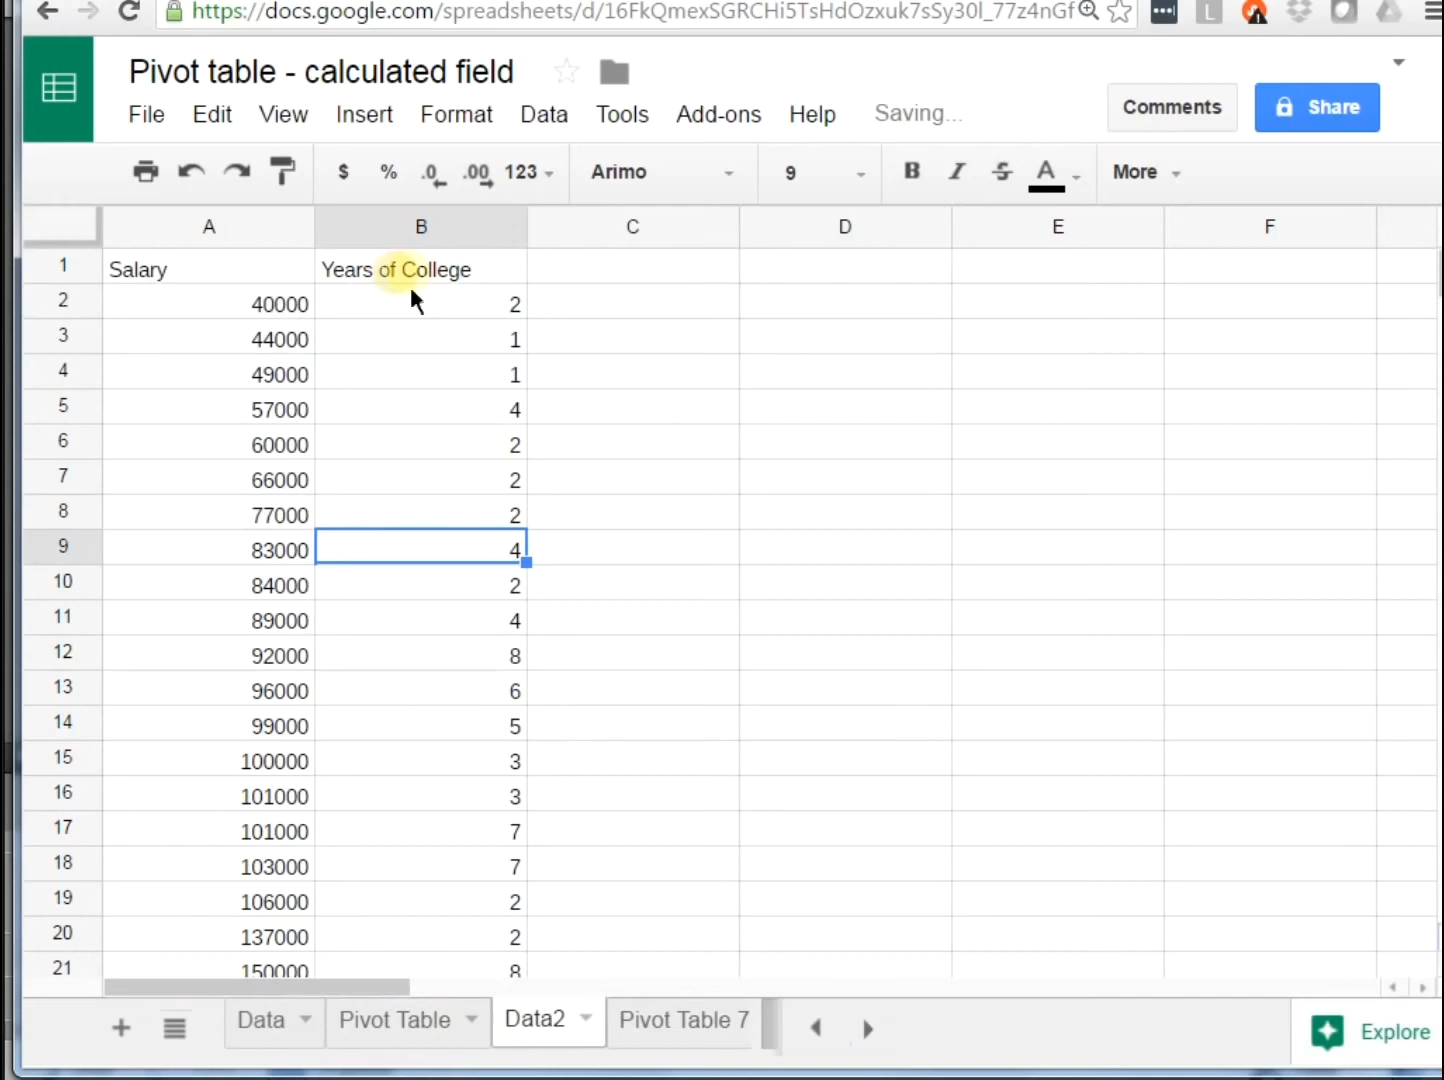 https://docs.google.com/spreadsheets/d/16FkQmexSGRCHi5TsHdOzxuk7sSy30l_77z4nGf
Pivot table - calculated field
File Edit View Insert Format Data Tools Add-ons Help Saving...
Comments
Share
$ % .0 .00 123 Arimo 9 B I S A More
A B C D E F
1 Salary Years of College
2 40000 2
3 44000 1
4 49000 1
5 57000 4
6 60000 2
7 66000 2
8 77000 2
9 83000 4
10 84000 2
11 89000 4
12 92000 8
13 96000 6
14 99000 5
15 100000 3
16 101000 3
17 101000 7
18 103000 7
19 106000 2
20 137000 2
21 150000 8
+ Data Pivot Table Data2 Pivot Table 7 Explore